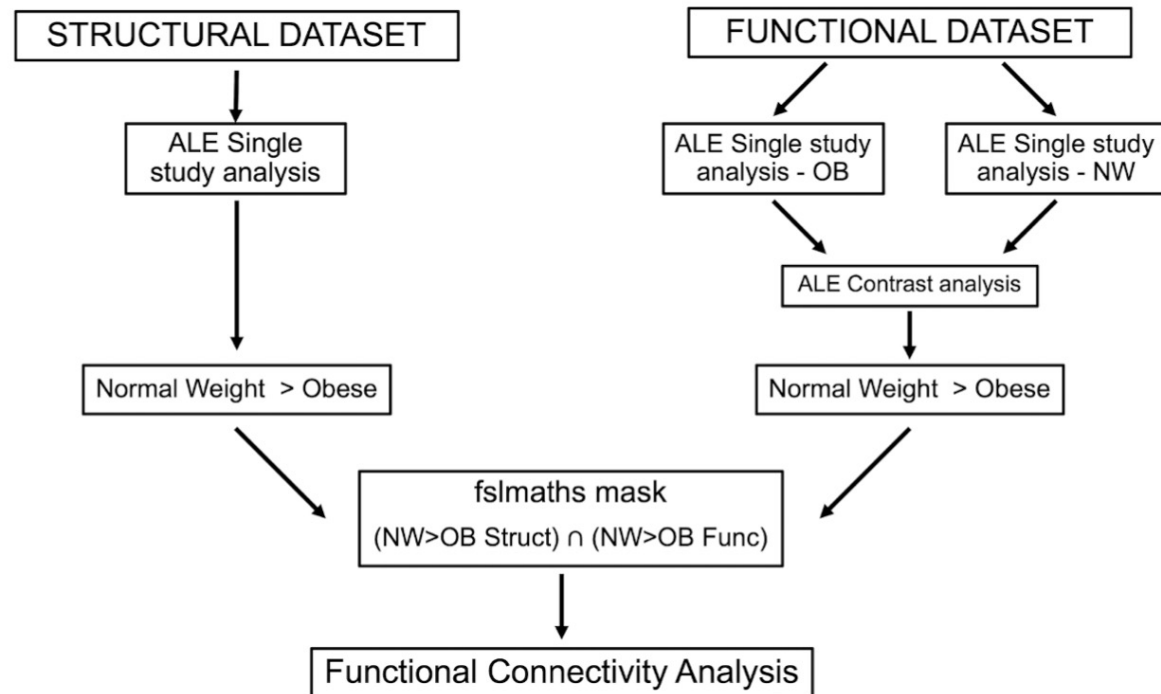 STRUCTURAL DATASET
FUNCTIONAL DATASET
ALE Single
study analysis
ALE Single study
analysis - OB
ALE Single study
analysis - NW
ALE Contrast analysis
Normal Weight > Obese
Normal Weight > Obese
fslmaths mask
(NW>OB Struct) ∩ (NW>OB Func)
Functional Connectivity Analysis